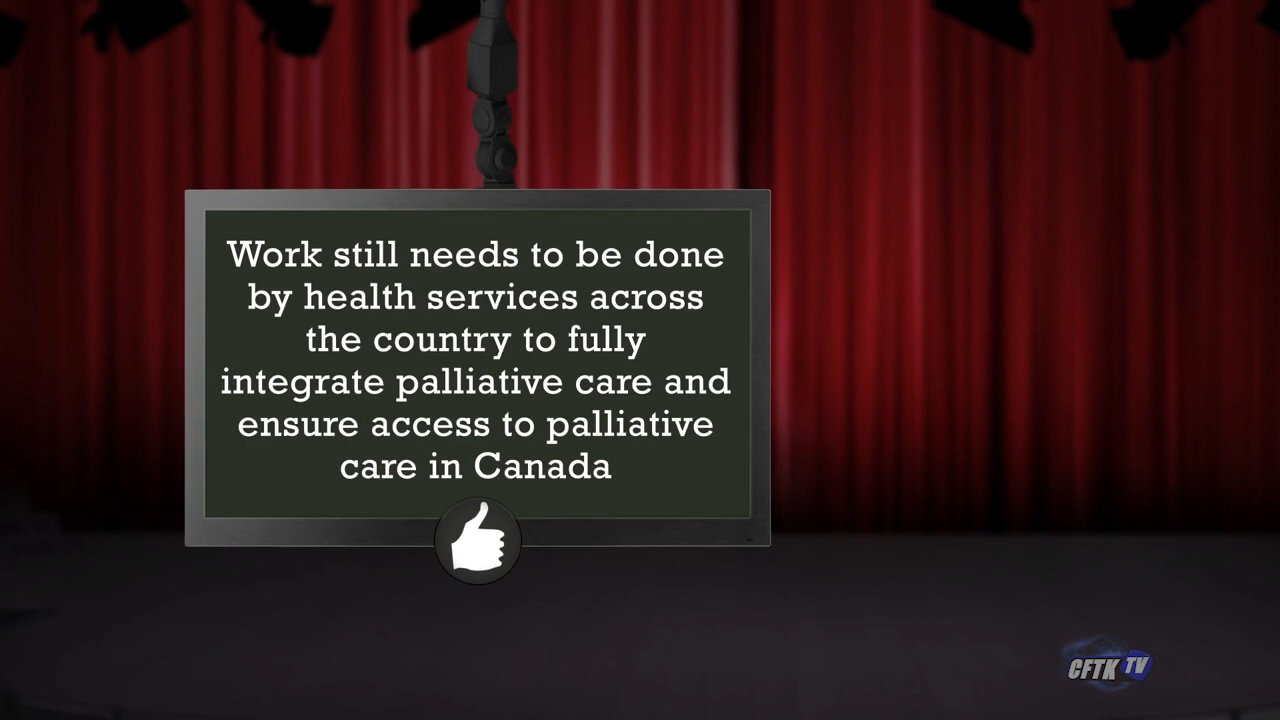 Work still needs to be done
by health services across
the country to fully
integrate palliative care and
ensure access to palliative
care in Canada
CFTK TV